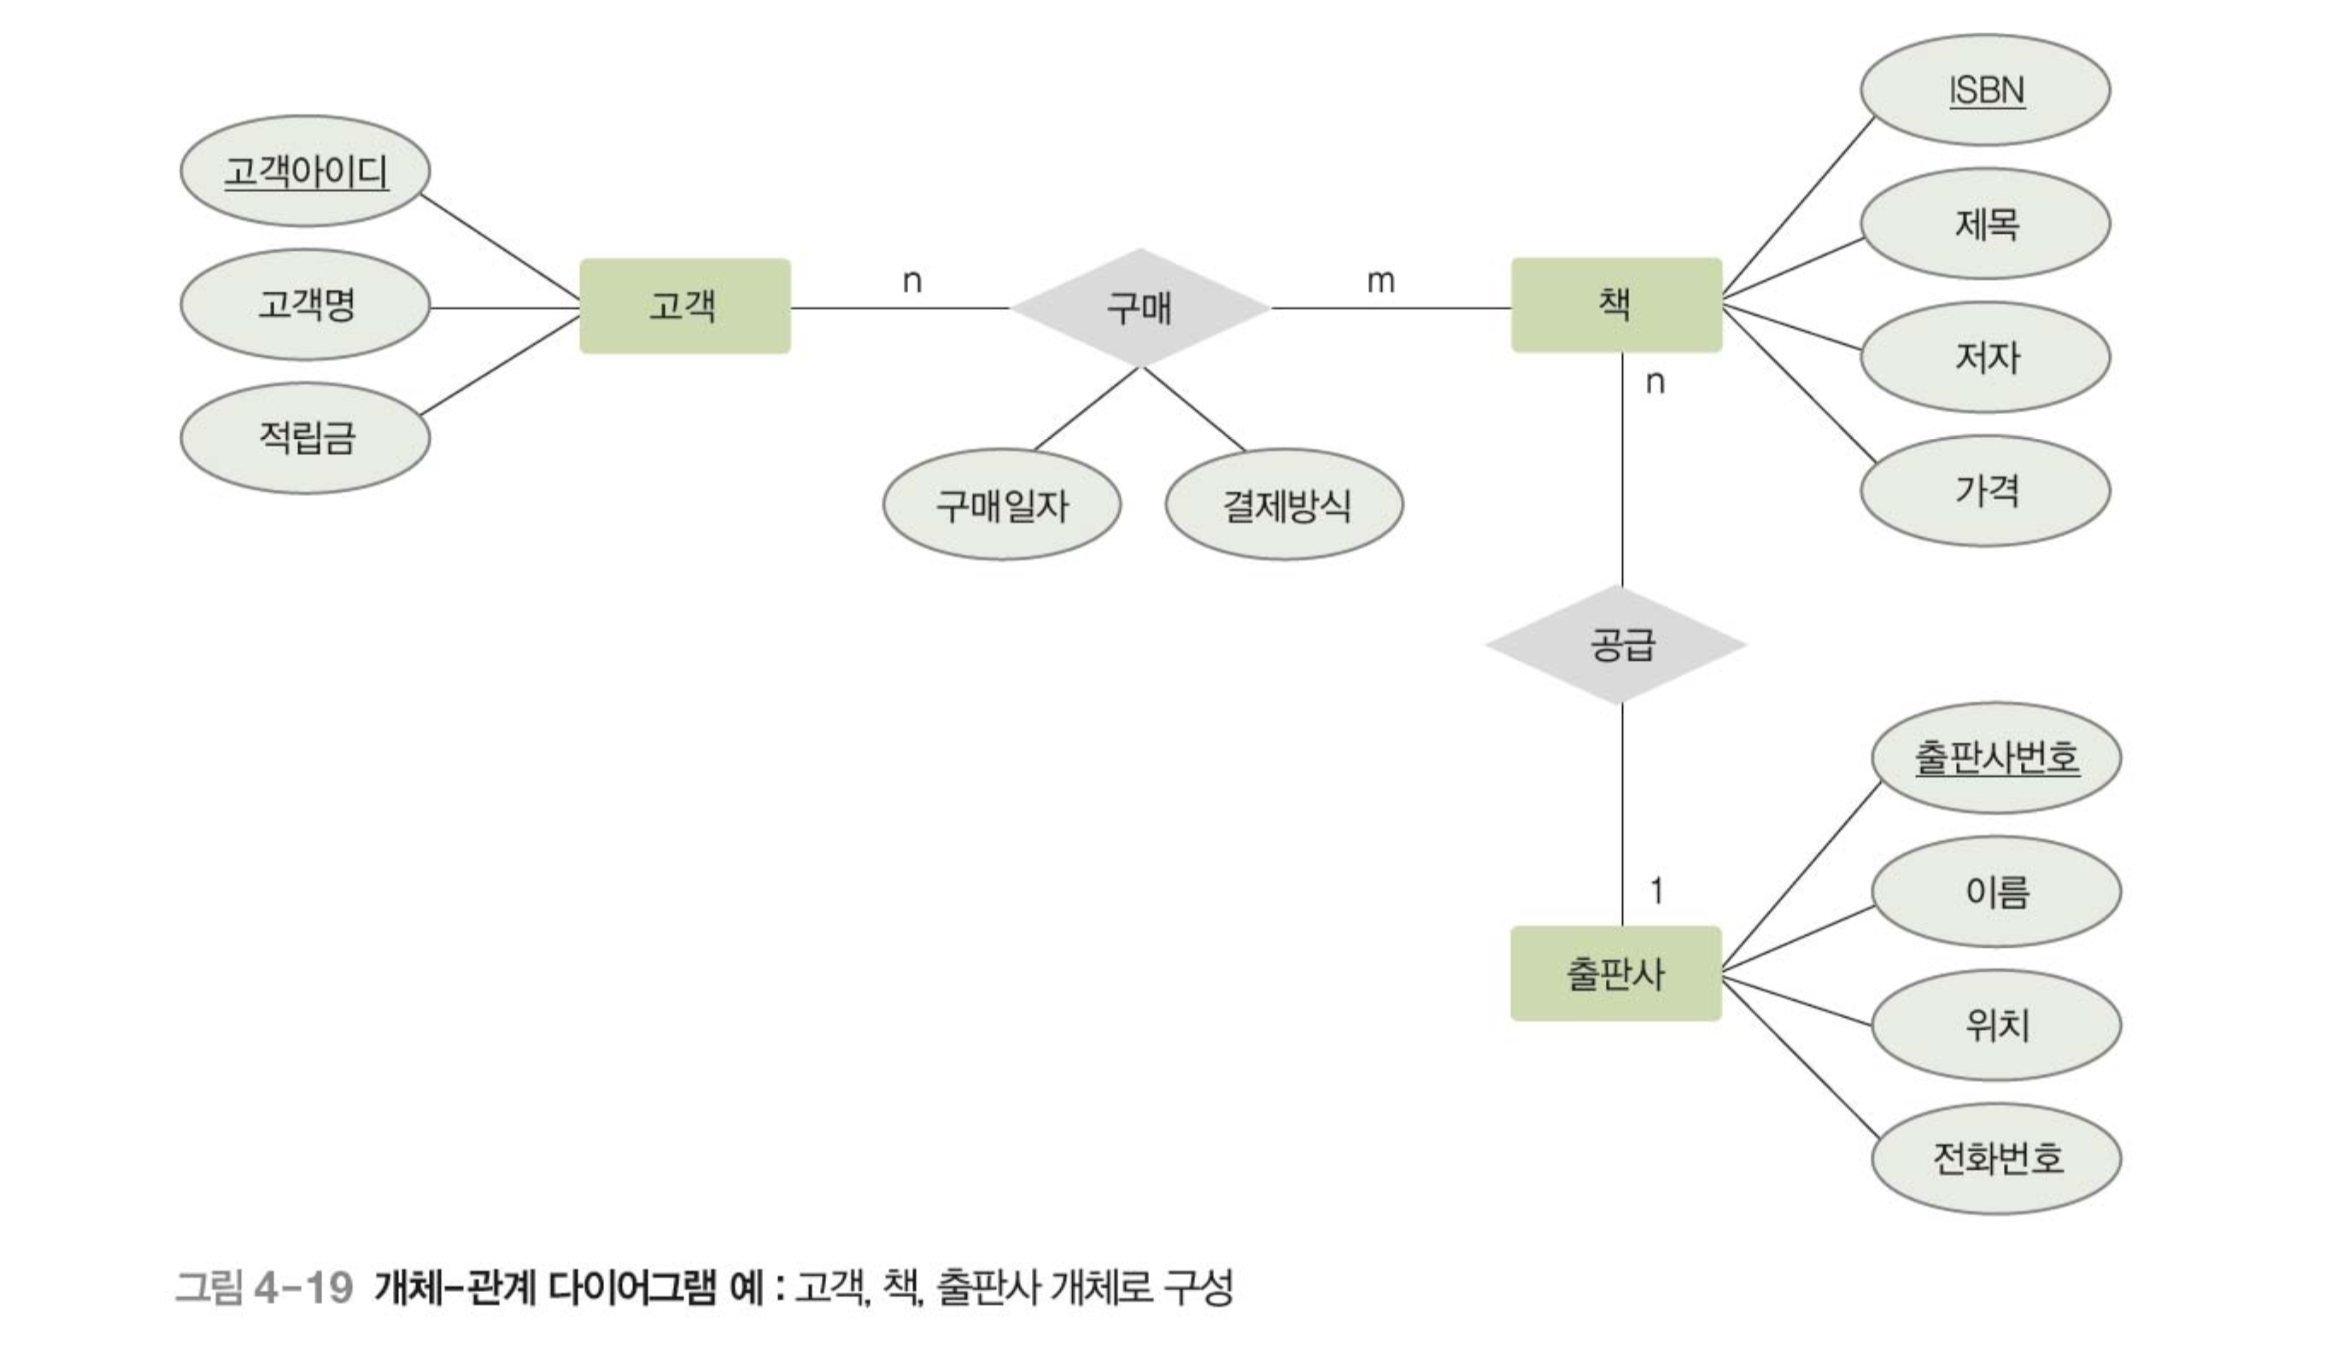 고객아이디
고객명
적립금
고객
n
구매
m
구매일자
결제방식
책
ISBN
제목
저자
가격
n
공급
1
출판사
출판사번호
이름
위치
전화번호
그림 4-19 개체-관계 다이어그램 예 : 고객, 책, 출판사 개체로 구성